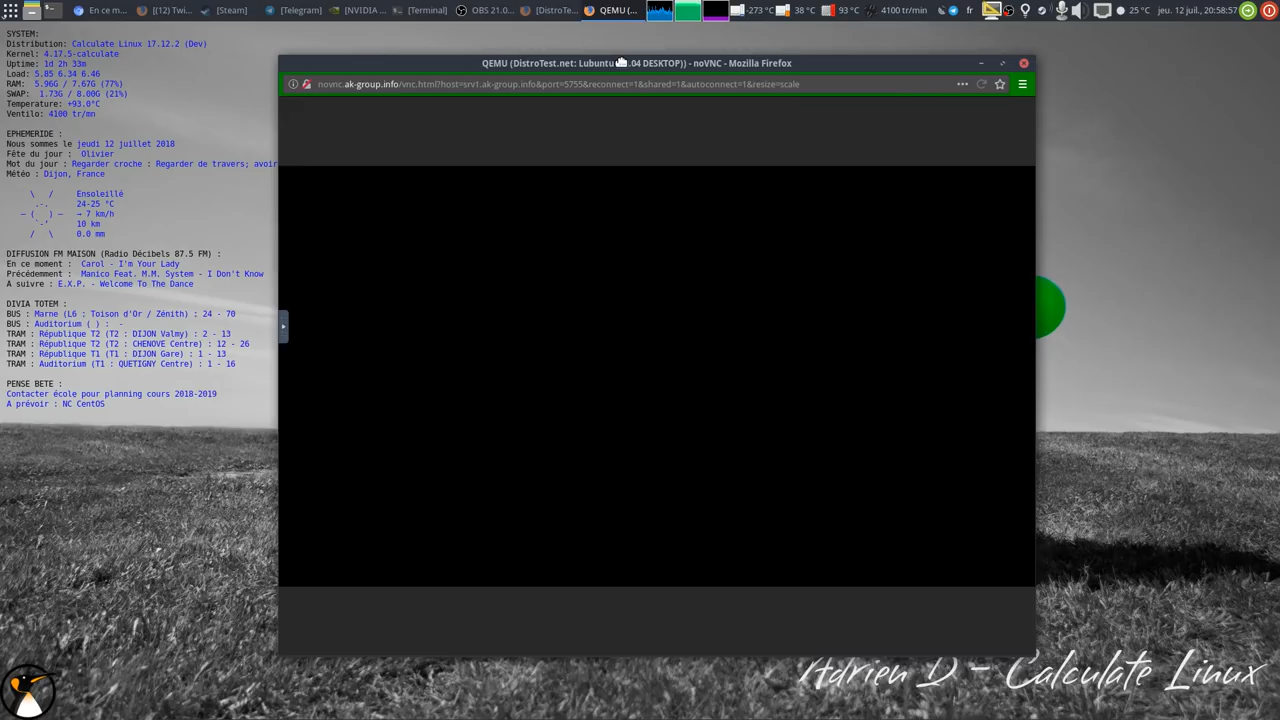 En ce m...
[(12) Twi...
[Steam]
[Telegram]
[NVIDIA ...
[Terminal]
OBS 21.0...
[DistroTe...
QEMU (...
-273 °C
38 °C
93 °C
4100 tr/min
fr
25 °C
jeu. 12 juil., 20:58:57
SYSTEM:
Distribution: Calculate Linux 17.12.2 (Dev)
Kernel: 4.17.5-calculate
Uptime: 1d 2h 33m
Load: 5.85 6.34 6.46
RAM: 5.96G / 7.67G (77%)
SWAP: 1.73G / 8.00G (21%)
Temperature: +93.0°C
Ventilo: 4100 tr/mn
EPHEMERIDE :
Nous sommes le jeudi 12 juillet 2018
Fête du jour : Olivier
Mot du jour : Regarder croche : Regarder de travers; avoir
Météo : Dijon, France
Ensoleillé
24-25 °C
→ 7 km/h
10 km
0.0 mm
DIFFUSION FM MAISON (Radio Décibels 87.5 FM) :
En ce moment : Carol - I'm Your Lady
Précédemment : Manico Feat. M.M. System - I Don't Know
A suivre : E.X.P. - Welcome To The Dance
DIVIA TOTEM :
BUS : Marne (L6 : Toison d'Or / Zénith) : 24 - 70
BUS : Auditorium ( ) : -
TRAM : République T2 (T2 : DIJON Valmy) : 2 - 13
TRAM : République T2 (T2 : CHENOVE Centre) : 12 - 26
TRAM : République T1 (T1 : DIJON Gare) : 1 - 13
TRAM : Auditorium (T1 : QUETIGNY Centre) : 1 - 16
PENSE BETE :
Contacter école pour planning cours 2018-2019
A prévoir : NC CentOS
QEMU (DistroTest.net: Lubuntu .04 DESKTOP)) - noVNC - Mozilla Firefox
novnc.ak-group.info/vnc.html?host=srv1.ak-group.info&port=5755&reconnect=1&shared=1&autoconnect=1&resize=scale
Adrien D - Calculate Linux